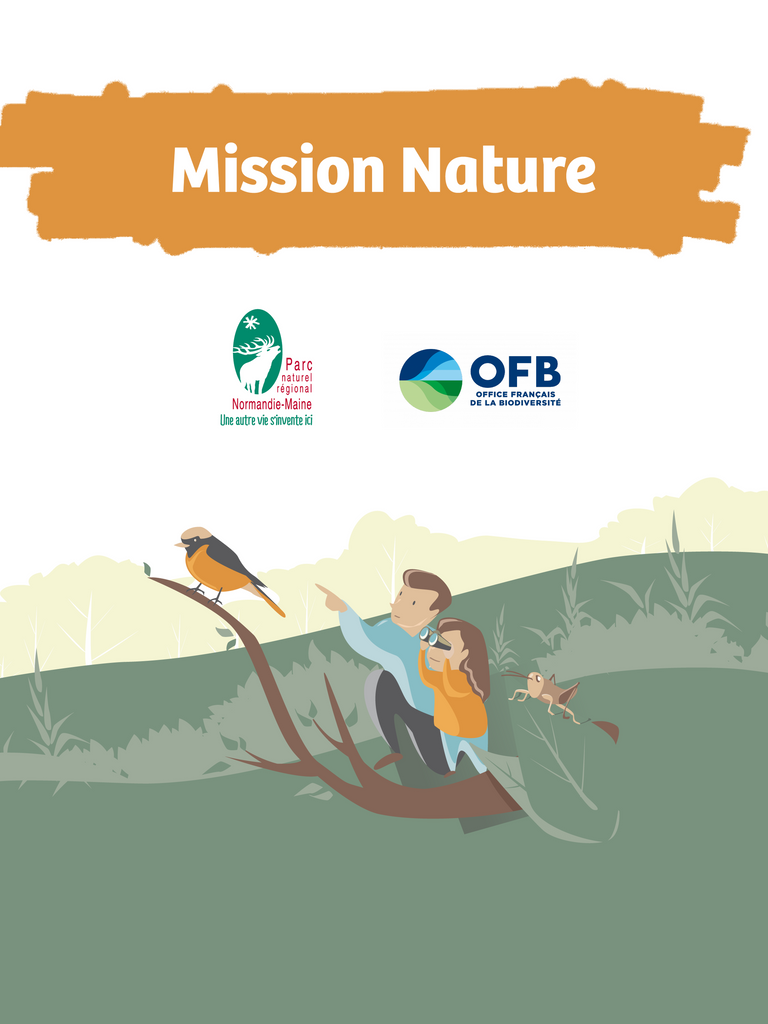 Mission Nature
Parc
naturel
régional
Normandie-Maine
Une autre vie s'invente ici
OFB
OFFICE FRANÇAIS
DE LA BIODIVERSITÉ